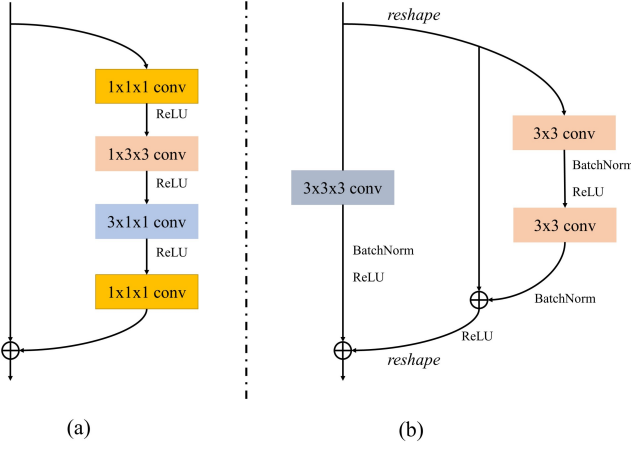 1x1x1 conv
ReLU
1x3x3 conv
ReLU
3x1x1 conv
ReLU
1x1x1 conv
(a)
reshape
3x3 conv
BatchNorm
ReLU
3x3 conv
BatchNorm
3x3x3 conv
BatchNorm
ReLU
ReLU
reshape
(b)